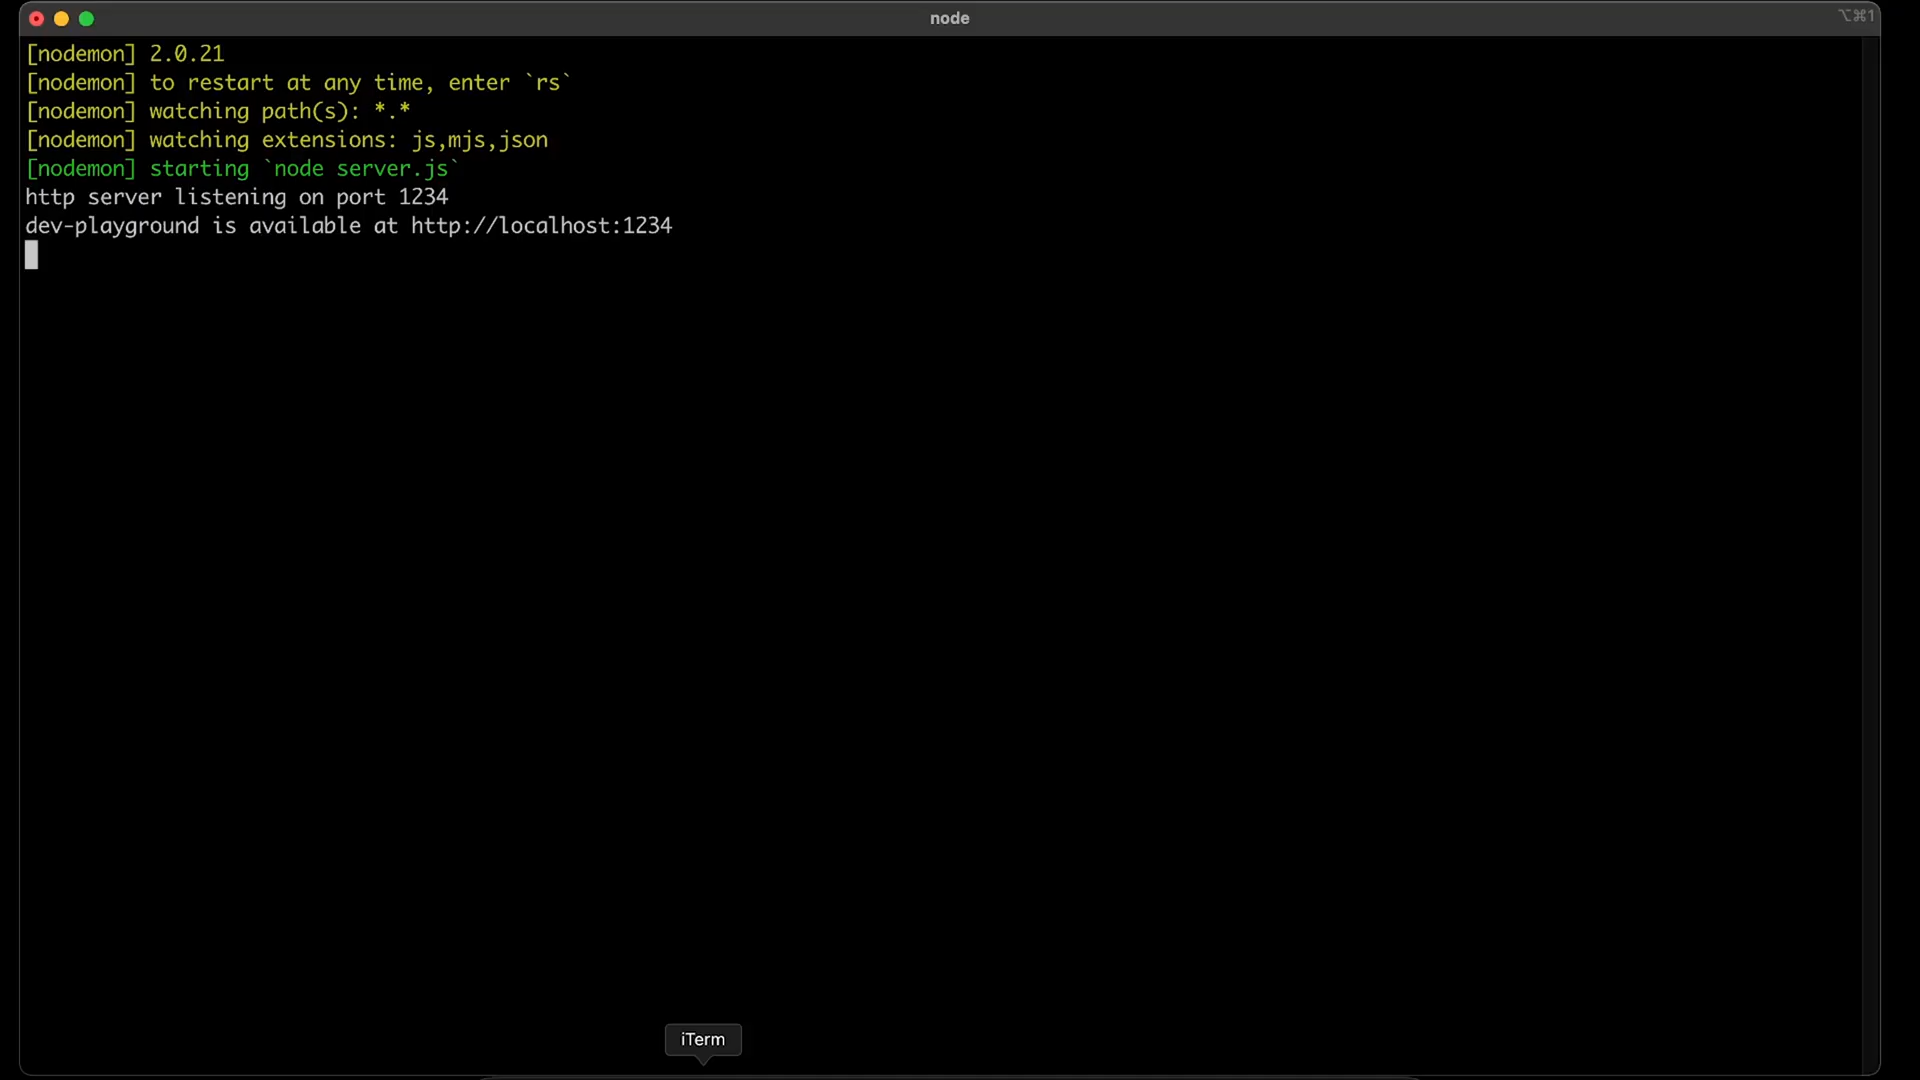 node
⌥⌘1
[nodemon] 2.0.21
[nodemon] to restart at any time, enter `rs`
[nodemon] watching path(s): *.*
[nodemon] watching extensions: js,mjs,json
[nodemon] starting `node server.js`
http server listening on port 1234
dev-playground is available at http://localhost:1234
iTerm